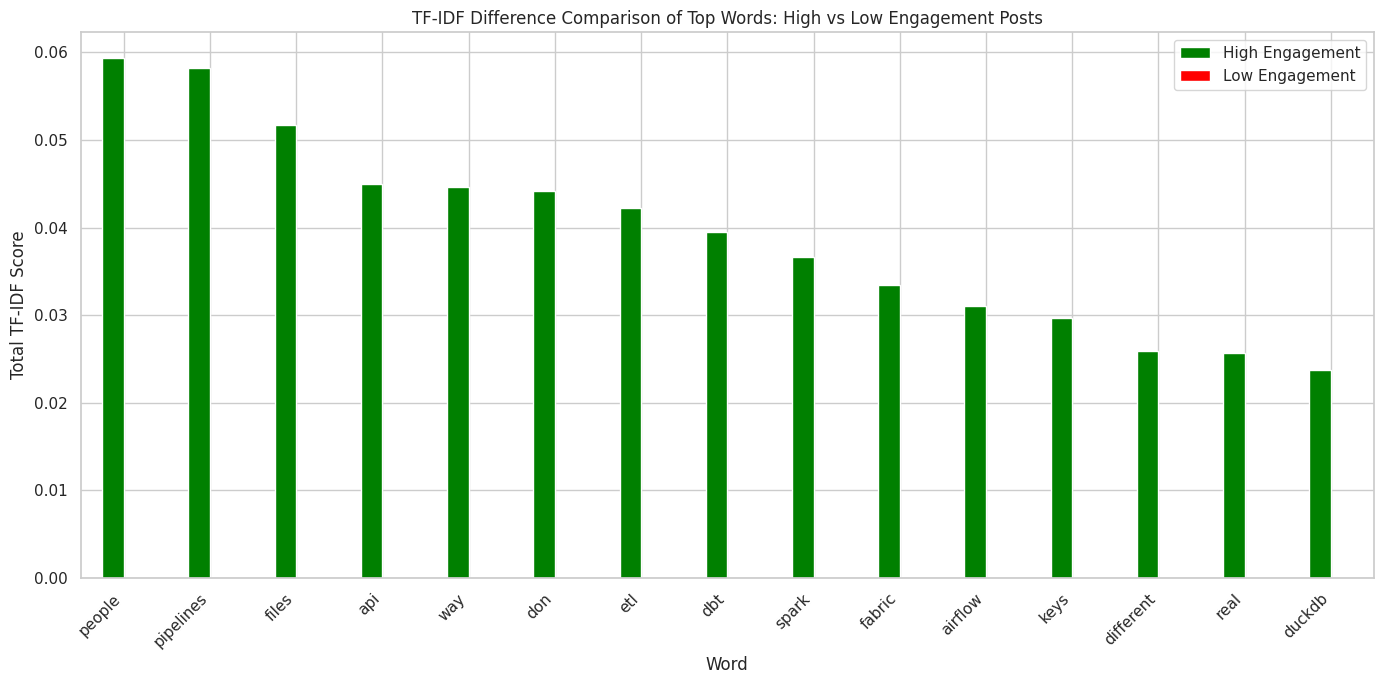 TF-IDF Difference Comparison of Top Words: High vs Low Engagement Posts
High Engagement
Low Engagement
Total TF-IDF Score
0.06
0.05
0.04
0.03
0.02
0.01
0.00
people
pipelines
files
api
way
don
etl
dbt
spark
fabric
airflow
keys
different
real
duckdb
Word